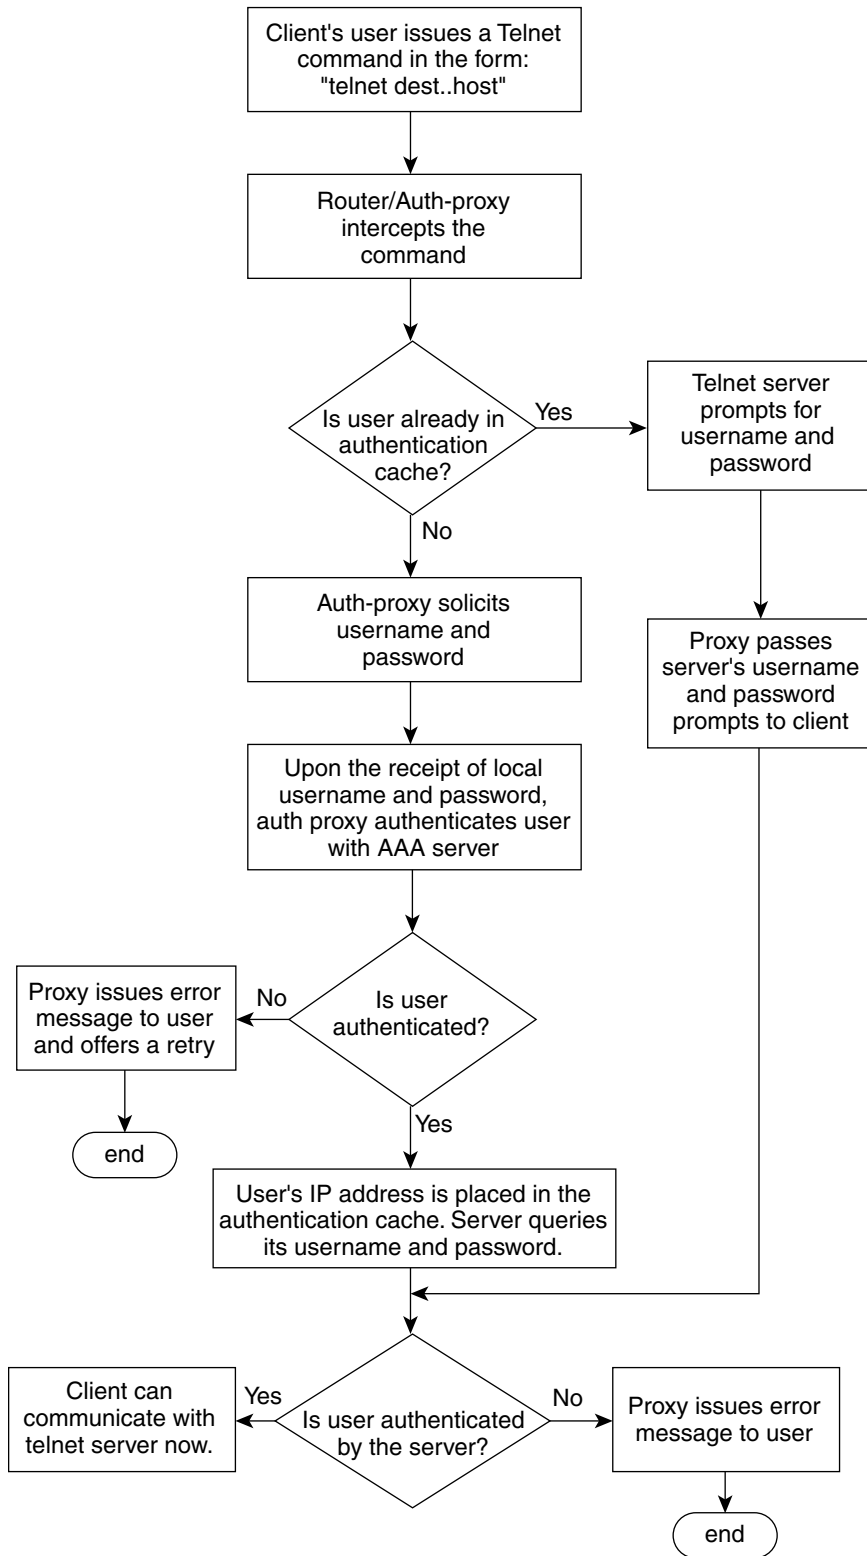 Client's user issues a Telnet
command in the form:
"telnet dest..host"
Router/Auth-proxy
intercepts the
command
Is user already in
authentication
cache?
Yes
Telnet server
prompts for
username and
password
No
Auth-proxy solicits
username and
password
Proxy passes
server's username
and password
prompts to client
Upon the receipt of local
username and password,
auth proxy authenticates user
with AAA server
Is user
authenticated?
No
Proxy issues error
message to user
and offers a retry
end
Yes
User's IP address is placed in the
authentication cache. Server queries
its username and password.
Is user authenticated
by the server?
Yes
Client can
communicate with
telnet server now.
No
Proxy issues error
message to user
end